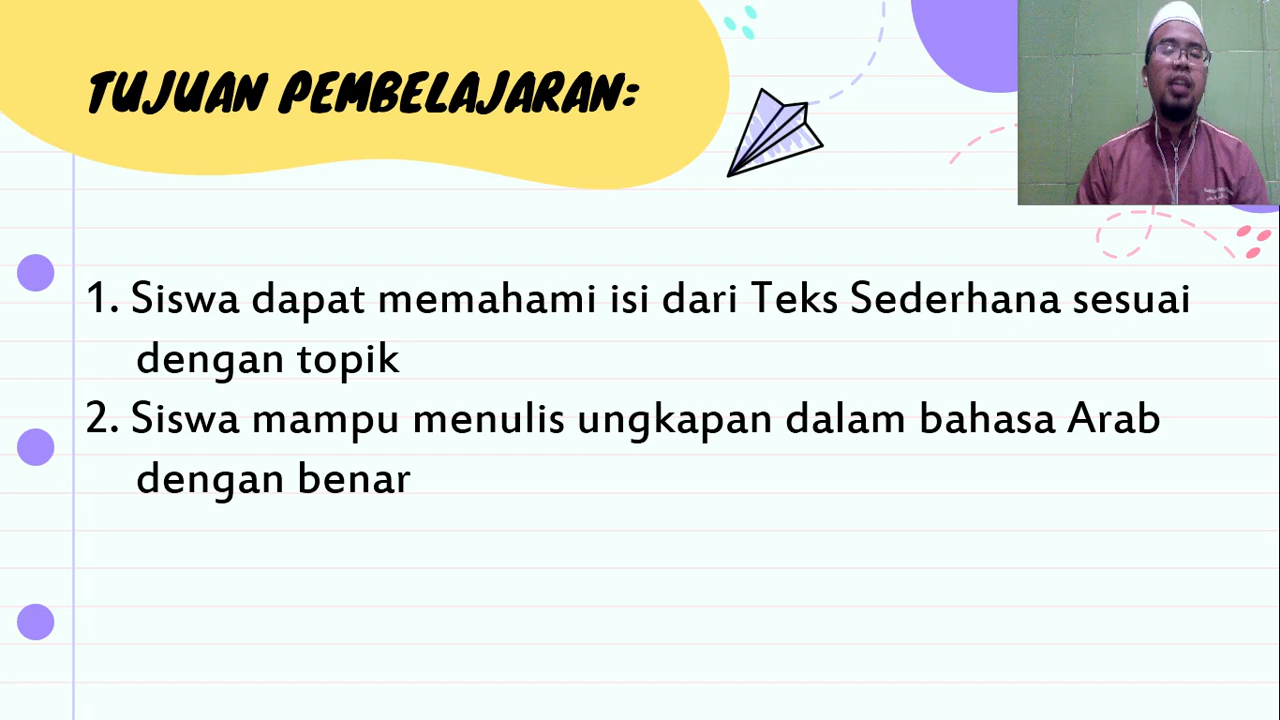 TUJUAN PEMBELAJARAN:
1. Siswa dapat memahami isi dari Teks Sederhana sesuai
dengan topik
2. Siswa mampu menulis ungkapan dalam bahasa Arab
dengan benar